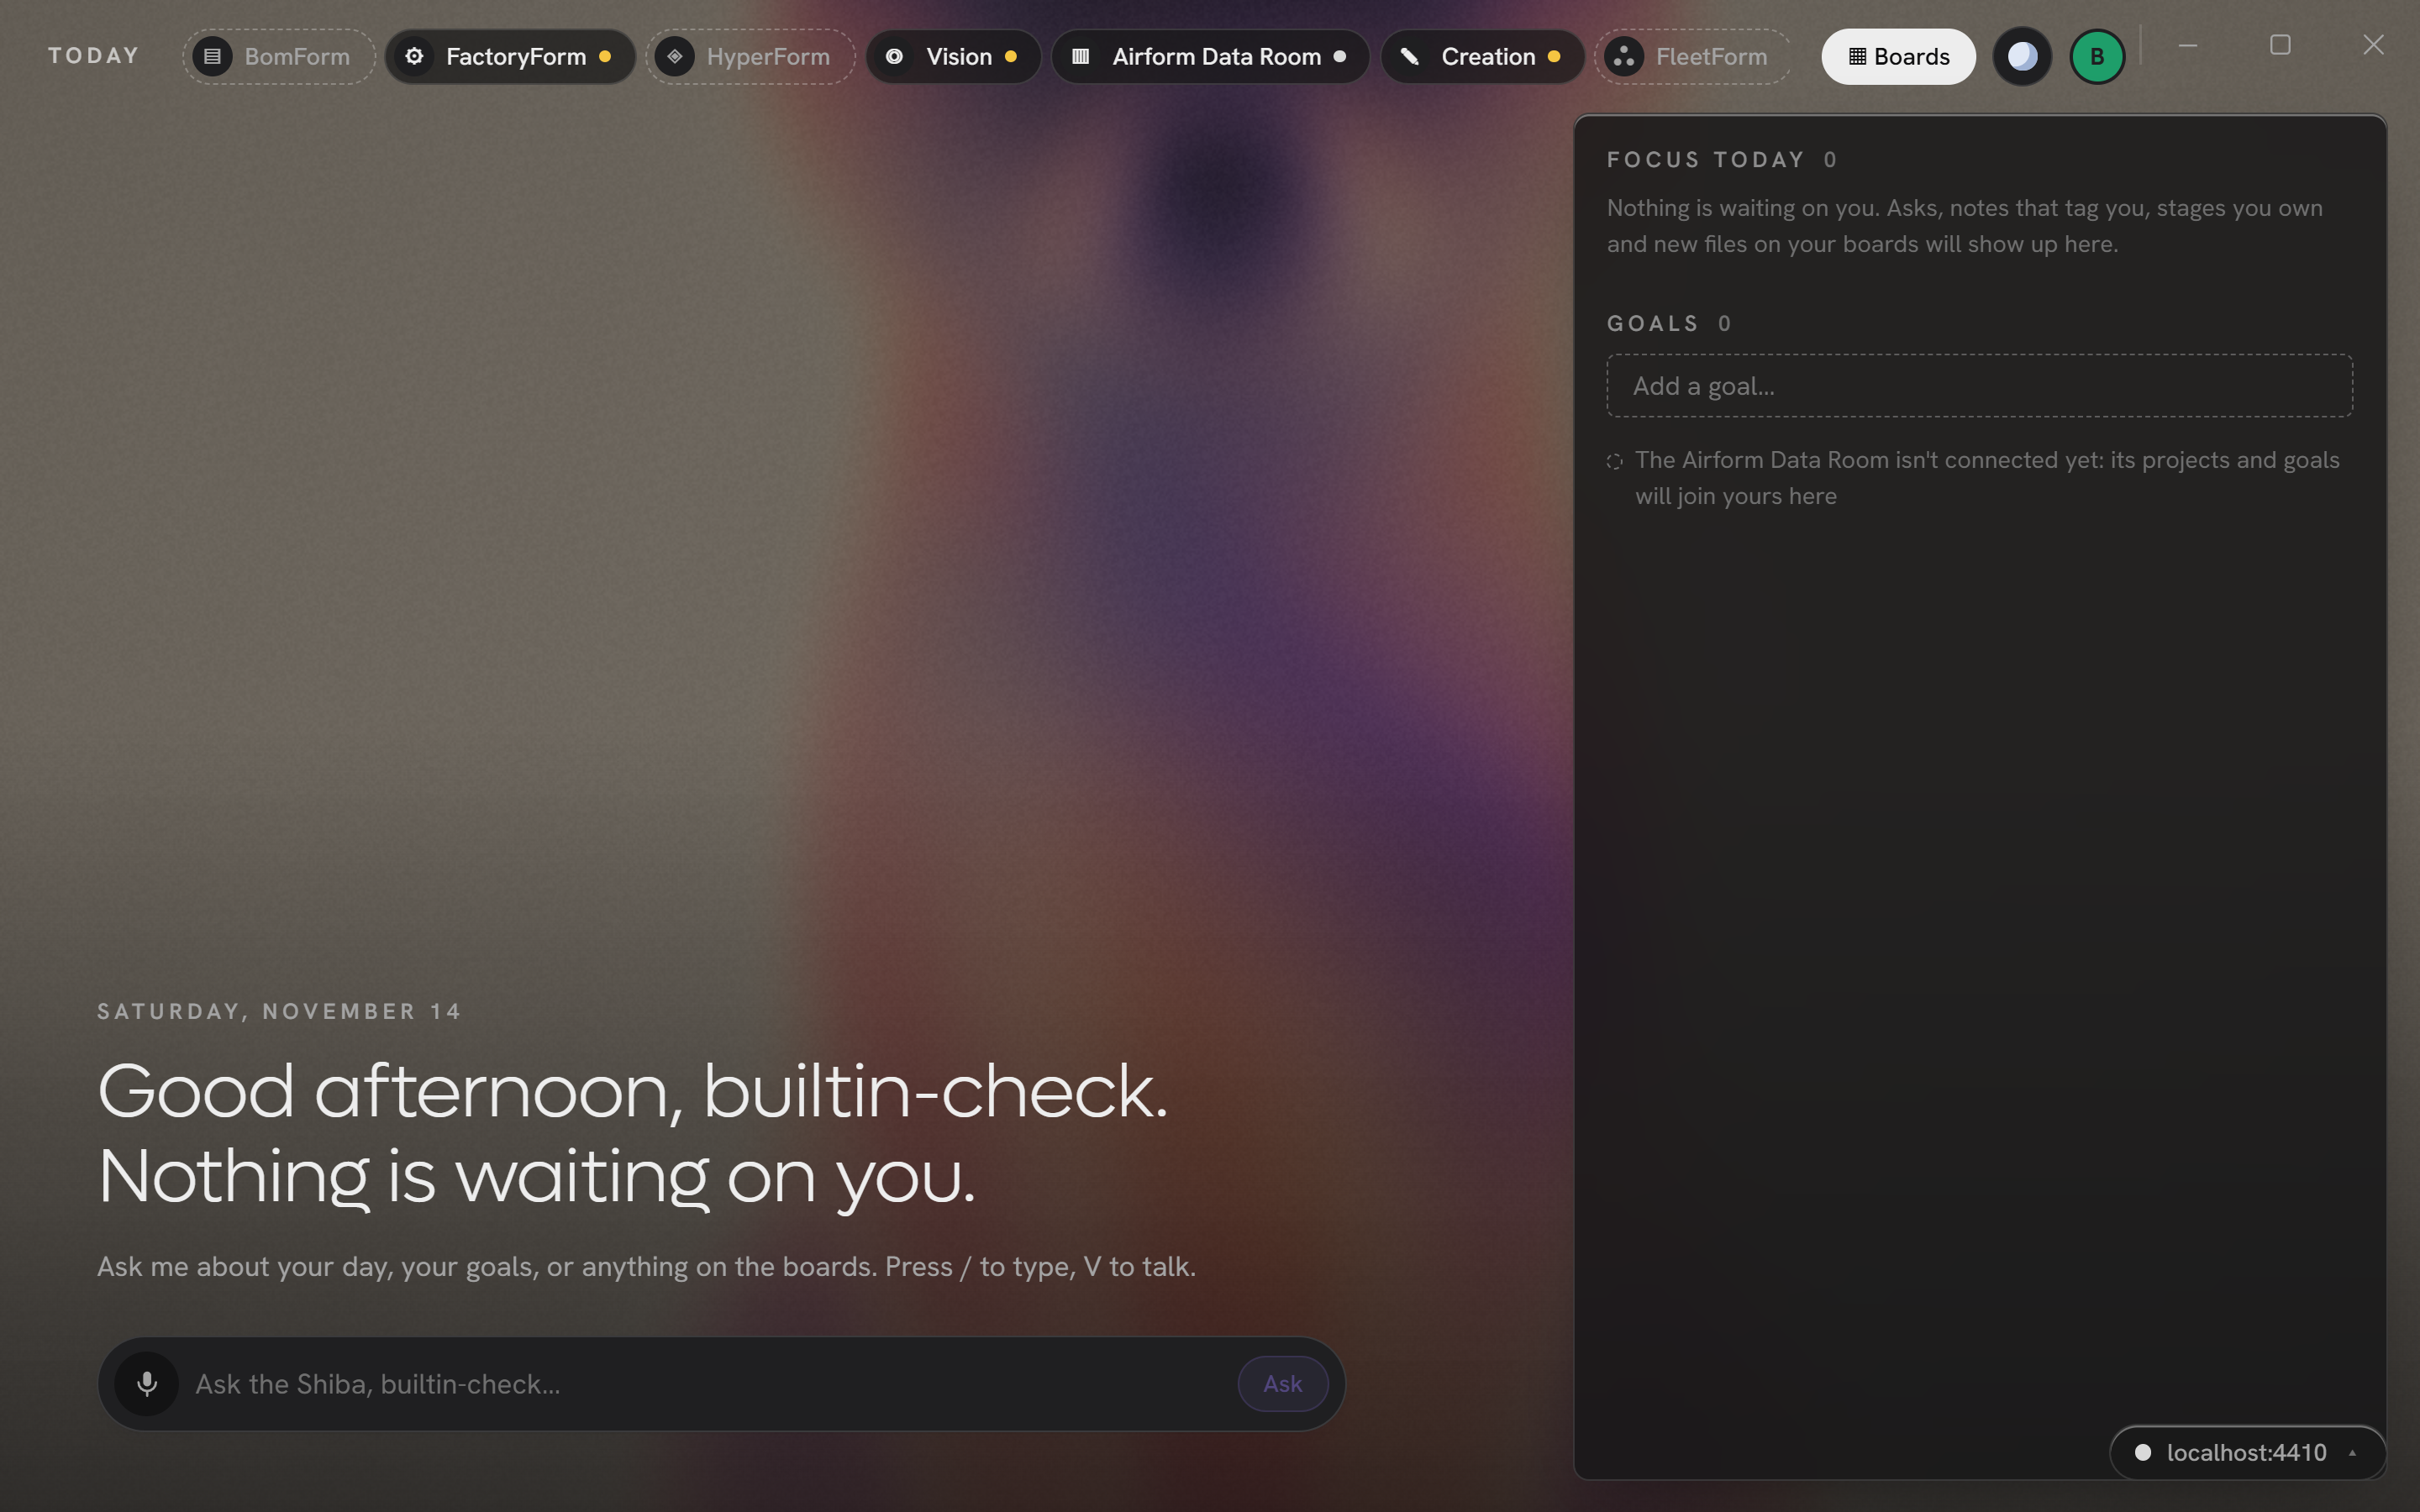 TODAY
BomForm
FactoryForm
HyperForm
Vision
Airform Data Room
Creation
FleetForm
Boards
B
FOCUS TODAY 0
Nothing is waiting on you. Asks, notes that tag you, stages you own
and new files on your boards will show up here.
GOALS 0
Add a goal...
The Airform Data Room isn't connected yet: its projects and goals
will join yours here
SATURDAY, NOVEMBER 14
Good afternoon, builtin-check.
Nothing is waiting on you.
Ask me about your day, your goals, or anything on the boards. Press / to type, V to talk.
Ask the Shiba, builtin-check...
Ask
localhost:4410